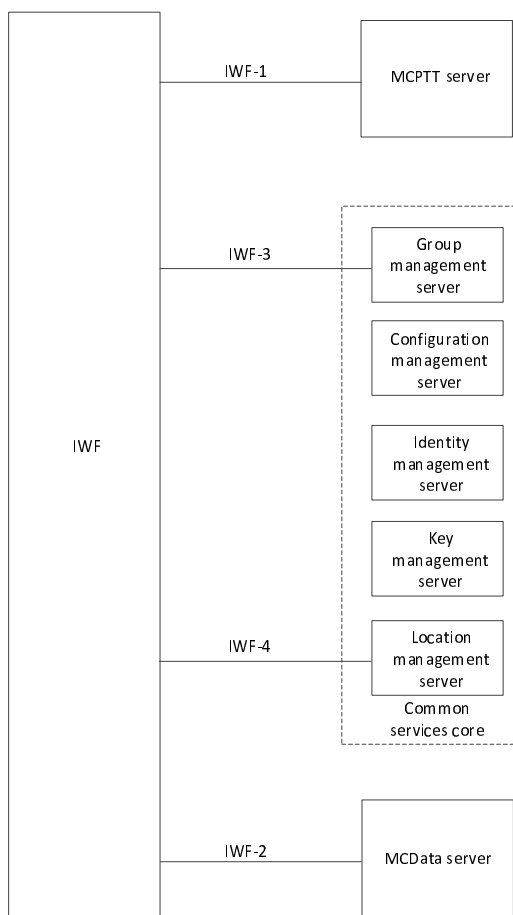 IWF-1
MCPTT server
IWF-3
Group
management
server
Configuration
management
server
IWF
Identity
management
server
Key
management
server
IWF-4
Location
management
server
Common
services core
IWF-2
MCData server